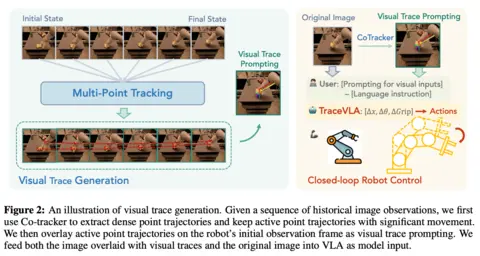 Initial State
Final State
Multi-Point Tracking
Visual Trace
Prompting
Visual Trace Generation
Original Image
Visual Trace Prompting
CoTracker
User: [Prompting for visual inputs]
– [Language instruction]
TraceVLA: [Δx, Δθ, ΔGrip] → Actions
Closed-loop Robot Control
Figure 2: An illustration of visual trace generation. Given a sequence of historical image observations, we first
use Co-tracker to extract dense point trajectories and keep active point trajectories with significant movement.
We then overlay active point trajectories on the robot's initial observation frame as visual trace prompting. We
feed both the image overlaid with visual traces and the original image into VLA as model input.